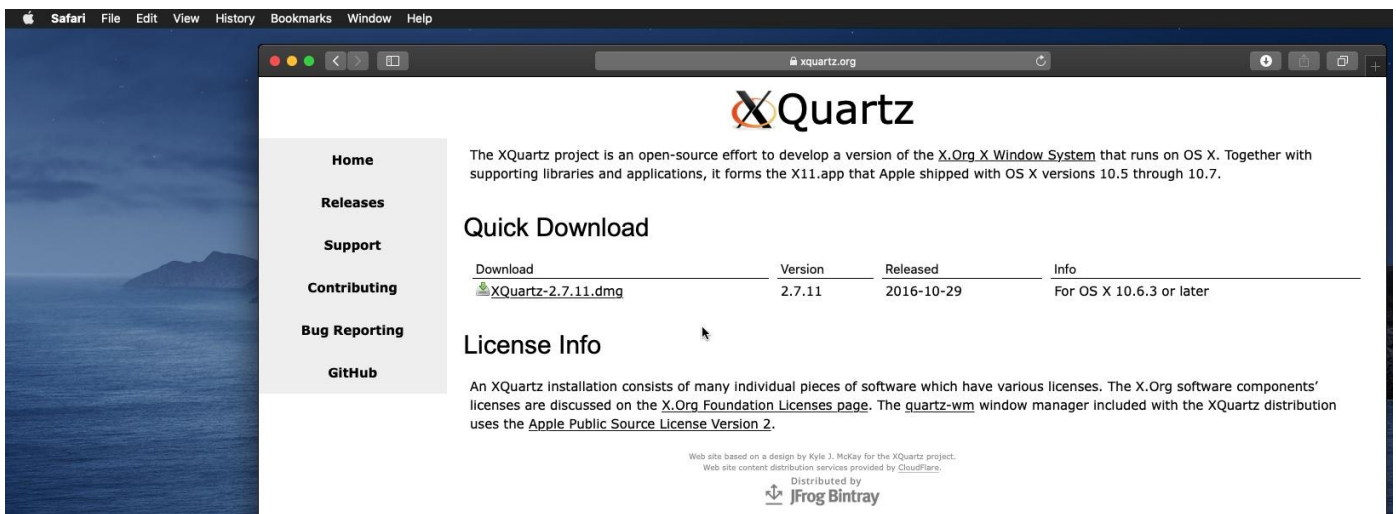 Safari File Edit View History Bookmarks Window Help
xquartz.org
XQuartz
Home
Releases
Support
Contributing
Bug Reporting
GitHub
The XQuartz project is an open-source effort to develop a version of the X.Org X Window System that runs on OS X. Together with
supporting libraries and applications, it forms the X11.app that Apple shipped with OS X versions 10.5 through 10.7.
Quick Download
Download Version Released Info
XQuartz-2.7.11.dmg 2.7.11 2016-10-29 For OS X 10.6.3 or later
License Info
An XQuartz installation consists of many individual pieces of software which have various licenses. The X.Org software components’
licenses are discussed on the X.Org Foundation Licenses page. The quartz-wm window manager included with the XQuartz distribution
uses the Apple Public Source License Version 2.
Web site based on a design by Kyle J. McKay for the XQuartz project.
Web site content distribution services provided by CloudFlare.
Distributed by
JFrog Bintray